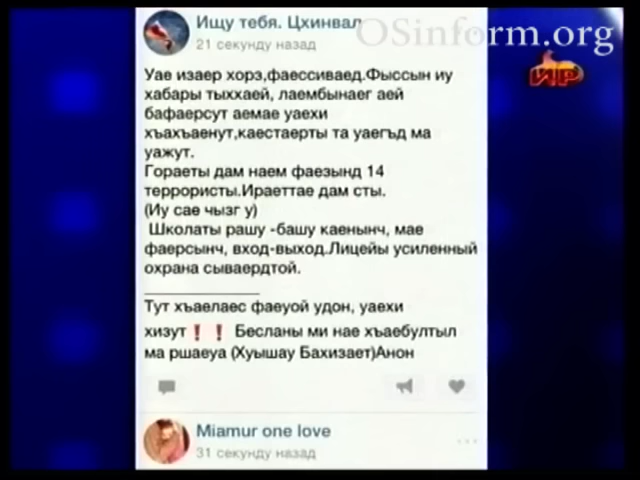 Ищу тебя. Цхинвал
OSinform.org
21 секунду назад
ИР
Уае изаер хорз,фаессиваед.Фыссын иу
хабары тыххаей, лаембынаег аей
бафаерсут аемае уаехи
хъахъаенут,каестаерты та уаегъд ма
уажут.
Гораеты дам наем фаезынд 14
террористы.Ираеттае дам сты.
(Иу сае чызг у)
Школаты рашу -башу каенынч, мае
фаерсынч, вход-выход.Лицейы усиленный
охрана сываердтой.
Тут хъаелаес фаеуой удон, уаехи
хизут❗❗ Бесланы ми нае хъаебултыл
ма ршаеуа (Хуышау Бахизает)Анон
Miamur one love
31 секунду назад